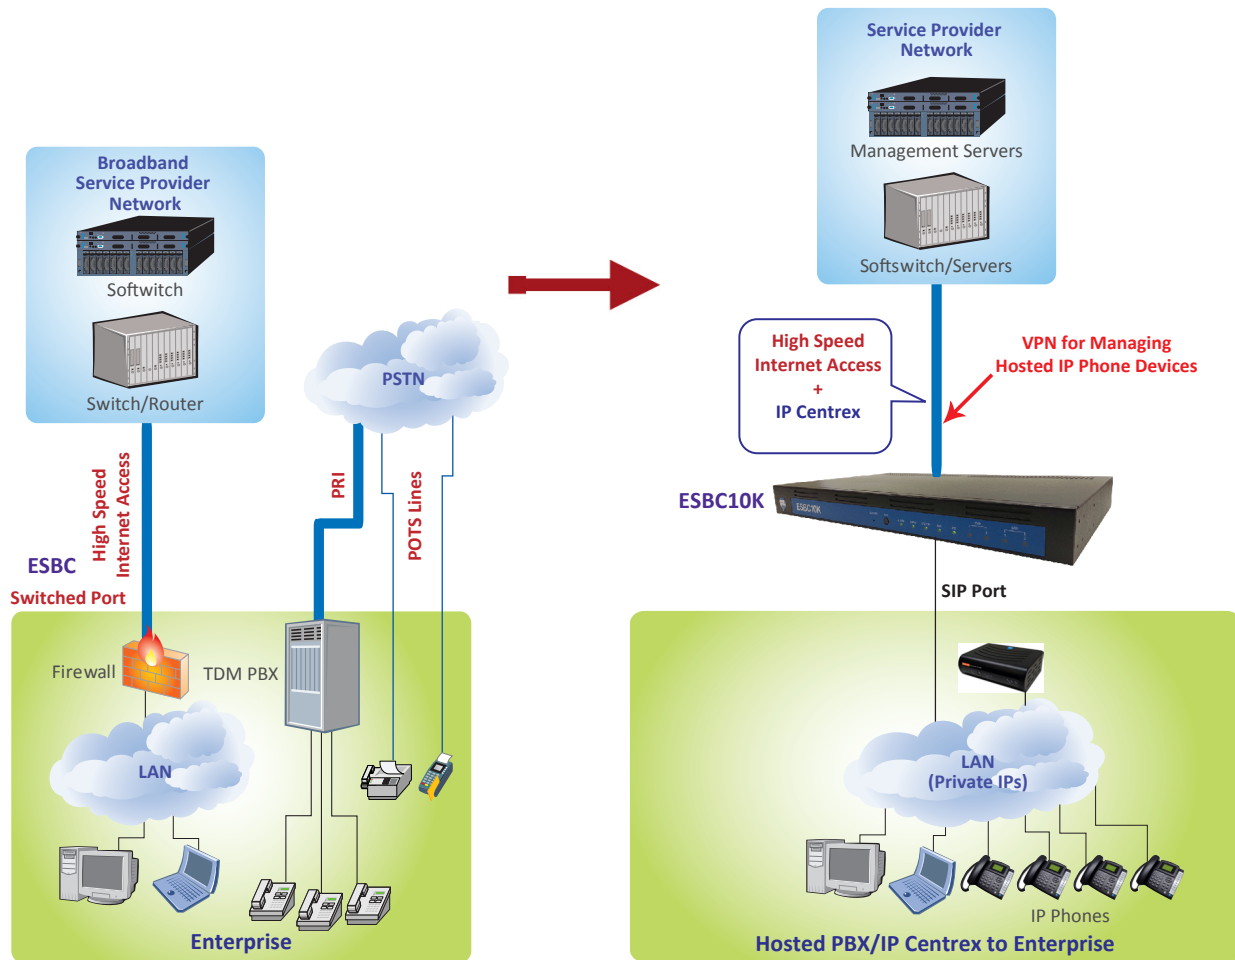 Broadband
Service Provider
Network
Softwitch
Switch/Router
High Speed
Internet Access
ESBC
Switched Port
PSTN
PRI
POTS Lines
Firewall
TDM PBX
LAN
Enterprise
Service Provider
Network
Management Servers
Softswitch/Servers
High Speed
Internet Access
+
IP Centrex
VPN for Managing
Hosted IP Phone Devices
ESBC10K
ESBC10K
SIP Port
LAN
(Private IPs)
IP Phones
Hosted PBX/IP Centrex to Enterprise